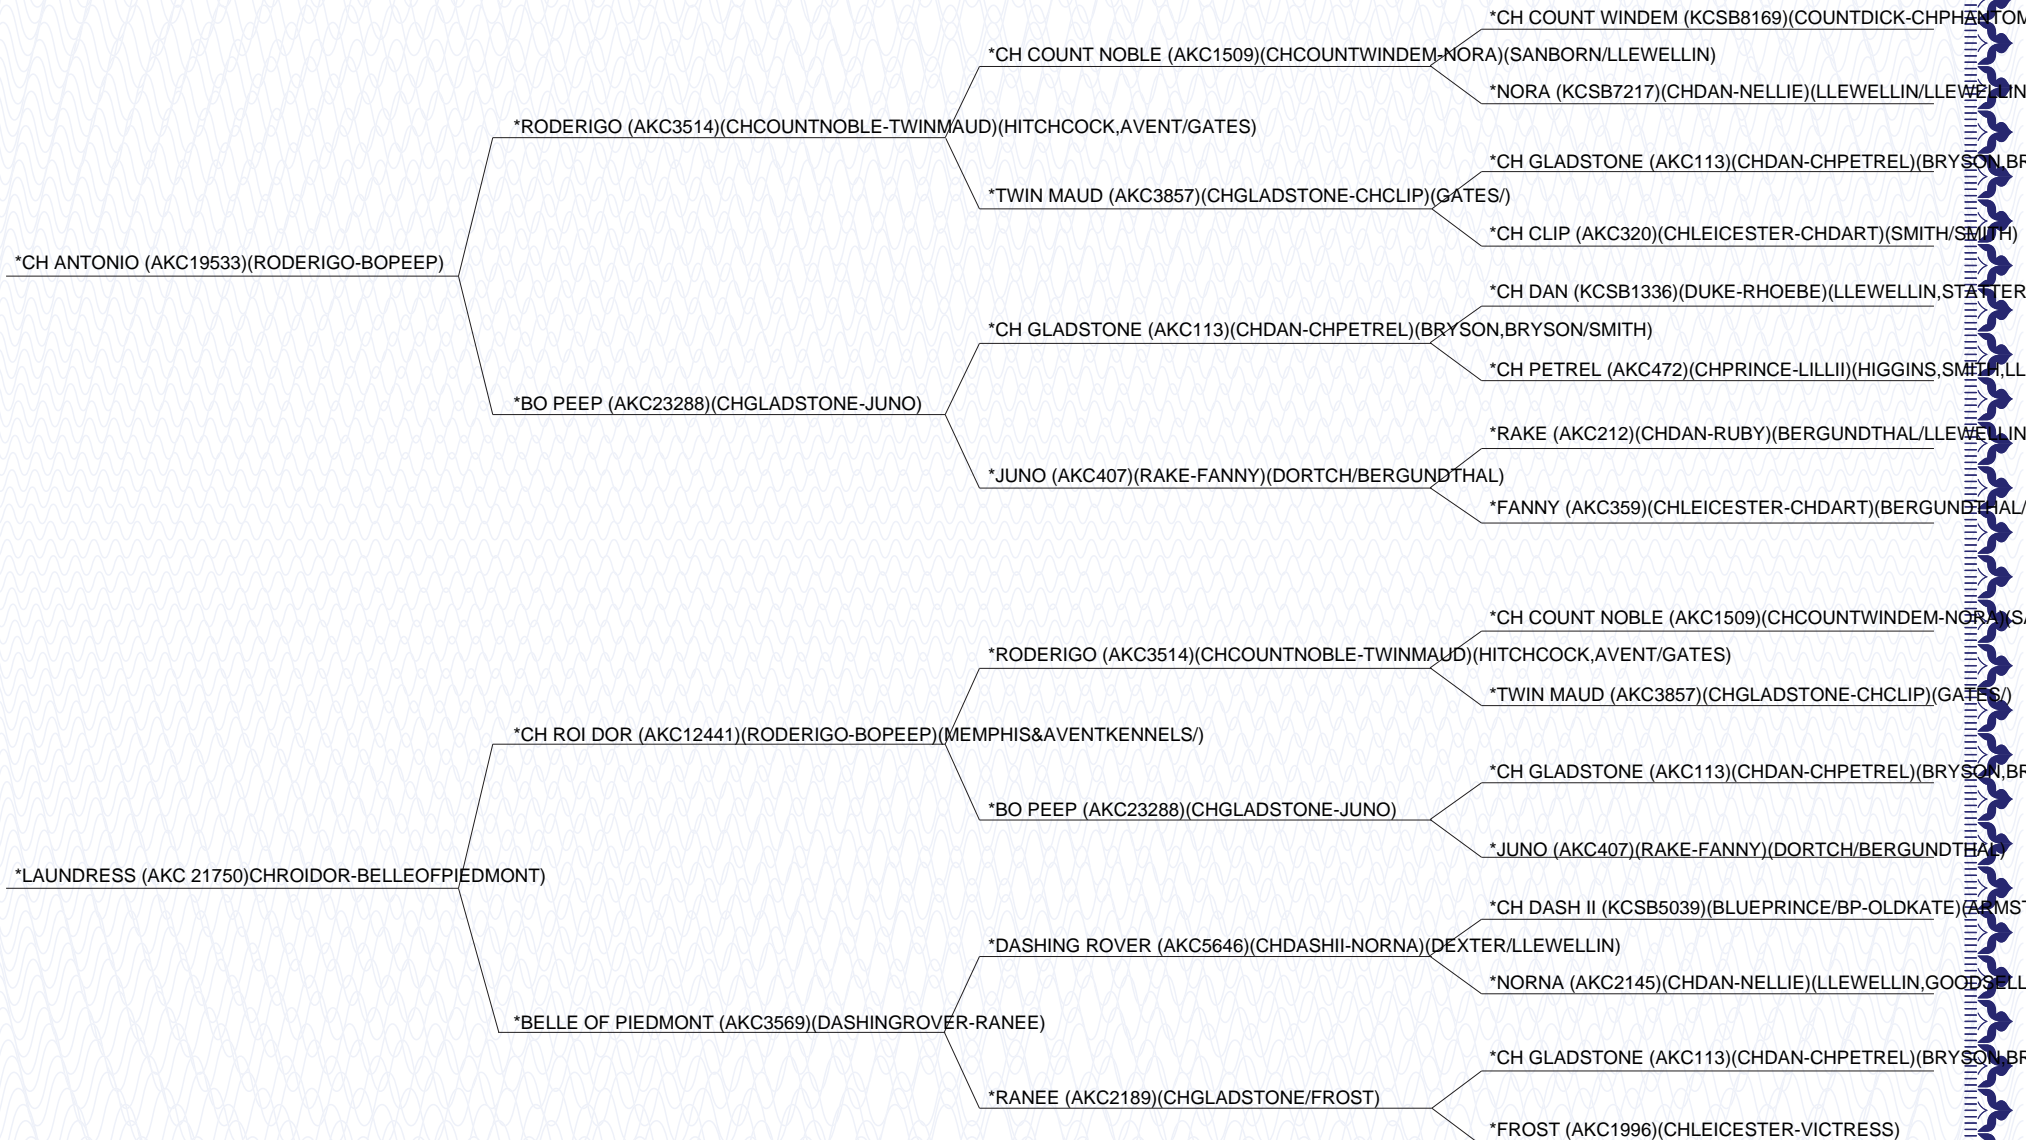 *CH COUNT WINDEM (KCSB8169)(COUNTDICK-CHPHANTOM
*CH COUNT NOBLE (AKC1509)(CHCOUNTWINDEM-NORA)(SANBORN/LLEWELLIN)
*NORA (KCSB7217)(CHDAN-NELLIE)(LLEWELLIN/LLEWELLIN
*RODERIGO (AKC3514)(CHCOUNTNOBLE-TWINMAUD)(HITCHCOCK,AVENT/GATES)
*CH GLADSTONE (AKC113)(CHDAN-CHPETREL)(BRYSON,BR
*TWIN MAUD (AKC3857)(CHGLADSTONE-CHCLIP)(GATES/)
*CH CLIP (AKC320)(CHLEICESTER-CHDART)(SMITH/SMITH)
*CH ANTONIO (AKC19533)(RODERIGO-BOPEEP)
*CH DAN (KCSB1336)(DUKE-RHOEBE)(LLEWELLIN,STATTER
*CH GLADSTONE (AKC113)(CHDAN-CHPETREL)(BRYSON,BRYSON/SMITH)
*CH PETREL (AKC472)(CHPRINCE-LILLII)(HIGGINS,SMITH,LL
*BO PEEP (AKC23288)(CHGLADSTONE-JUNO)
*RAKE (AKC212)(CHDAN-RUBY)(BERGUNDTHAL/LLEWELLIN
*JUNO (AKC407)(RAKE-FANNY)(DORTCH/BERGUNDTHAL)
*FANNY (AKC359)(CHLEICESTER-CHDART)(BERGUNDTHAL/
*CH COUNT NOBLE (AKC1509)(CHCOUNTWINDEM-NORA)(SA
*RODERIGO (AKC3514)(CHCOUNTNOBLE-TWINMAUD)(HITCHCOCK,AVENT/GATES)
*TWIN MAUD (AKC3857)(CHGLADSTONE-CHCLIP)(GATES/)
*CH ROI DOR (AKC12441)(RODERIGO-BOPEEP)(MEMPHIS&AVENTKENNELS/)
*CH GLADSTONE (AKC113)(CHDAN-CHPETREL)(BRYSON,BR
*BO PEEP (AKC23288)(CHGLADSTONE-JUNO)
*JUNO (AKC407)(RAKE-FANNY)(DORTCH/BERGUNDTHAL)
*LAUNDRESS (AKC 21750)CHROIDOR-BELLEOFPIEDMONT)
*CH DASH II (KCSB5039)(BLUEPRINCE/BP-OLDKATE)(ARMST
*DASHING ROVER (AKC5646)(CHDASHII-NORNA)(DEXTER/LLEWELLIN)
*NORNA (AKC2145)(CHDAN-NELLIE)(LLEWELLIN,GOODSELL
*BELLE OF PIEDMONT (AKC3569)(DASHINGROVER-RANEE)
*CH GLADSTONE (AKC113)(CHDAN-CHPETREL)(BRYSON,BR
*RANEE (AKC2189)(CHGLADSTONE/FROST)
*FROST (AKC1996)(CHLEICESTER-VICTRESS)